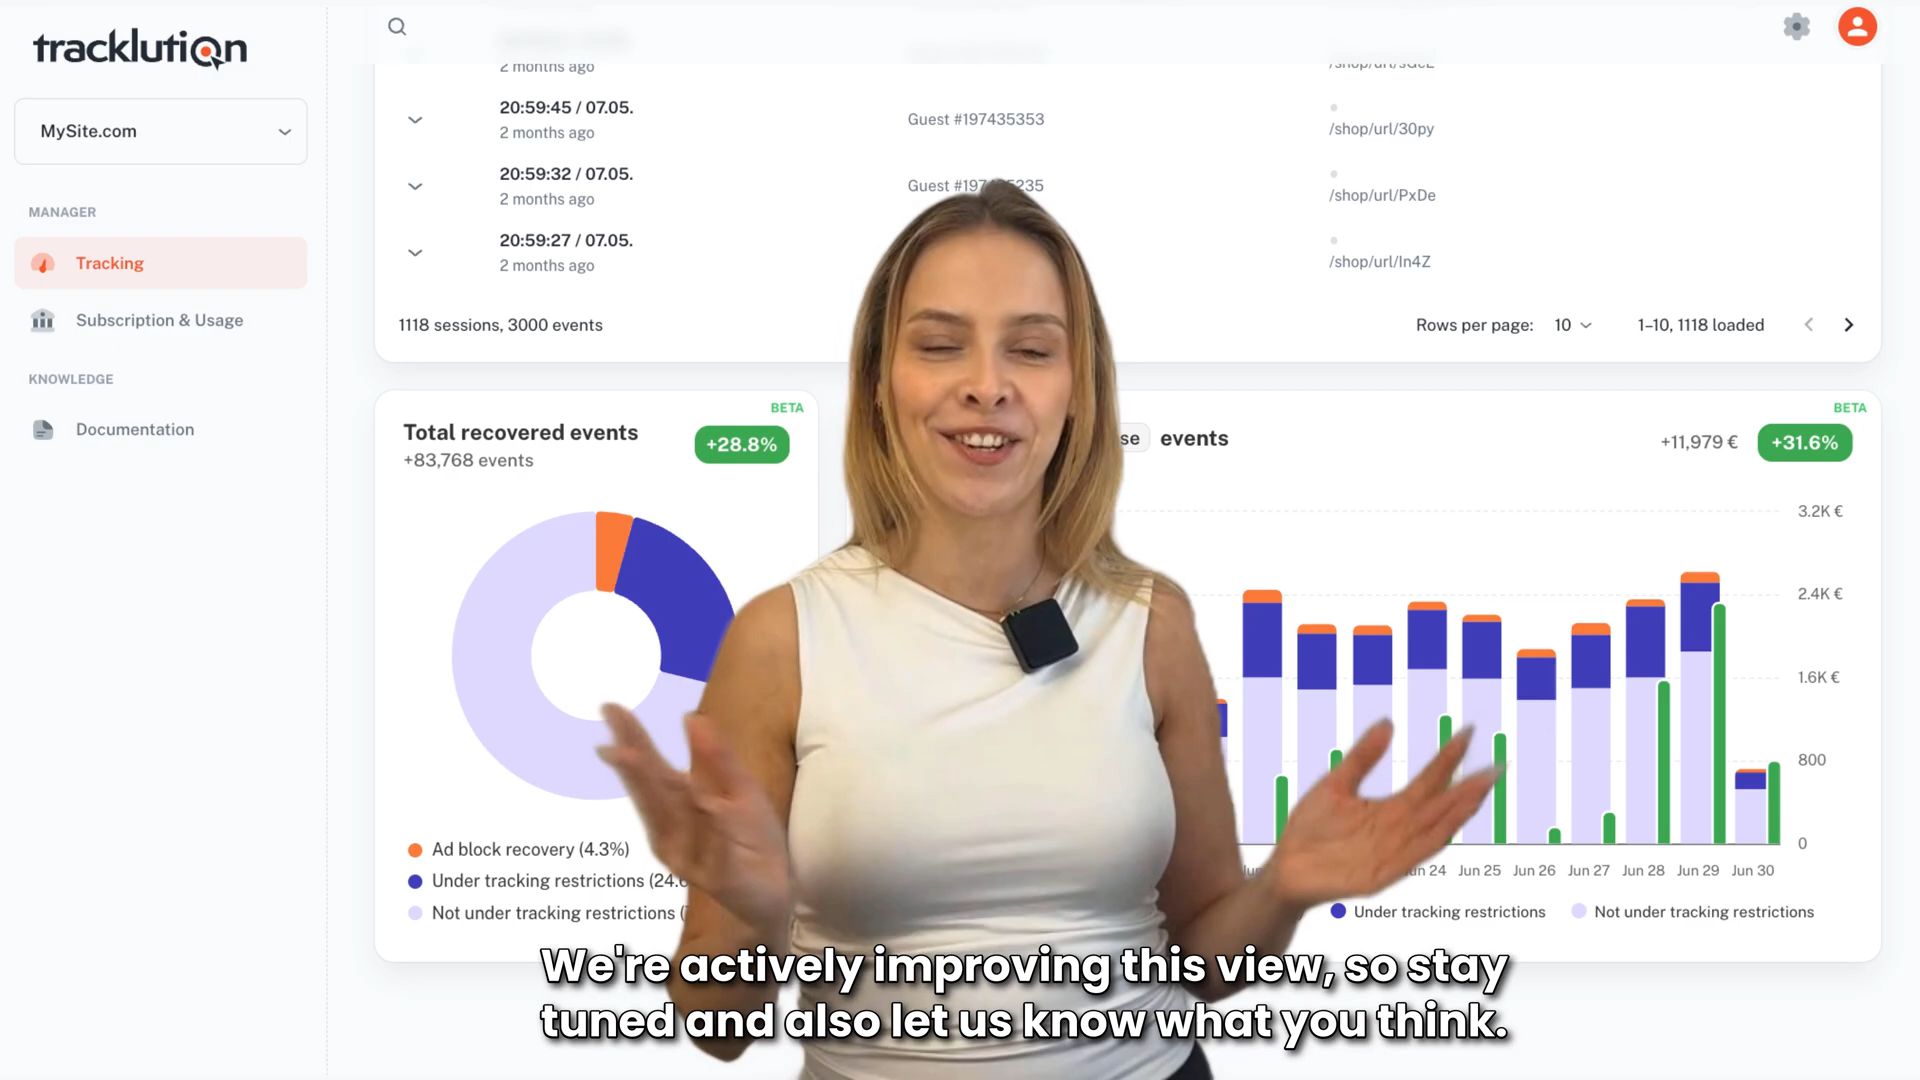 tracklution
MySite.com
MANAGER
Tracking
Subscription & Usage
KNOWLEDGE
Documentation
2 months ago
20:59:45 / 07.05.
2 months ago
Guest #197435353
/shop/url/30py
20:59:32 / 07.05.
2 months ago
/shop/url/PxDe
20:59:27 / 07.05.
2 months ago
/shop/url/In4Z
1118 sessions, 3000 events
Rows per page: 10
1–10, 1118 loaded
BETA
Total recovered events
+28.8%
+83,768 events
Ad block recovery (4.3%)
Under tracking restrictions
Not under tracking restrictions
BETA
events
+11,979 €
+31.6%
3.2K €
2.4K €
1.6K €
800
0
24 Jun 25 Jun 26 Jun 27 Jun 28 Jun 29 Jun 30
Under tracking restrictions
Not under tracking restrictions
We're actively improving this view, so stay
tuned and also let us know what you think.